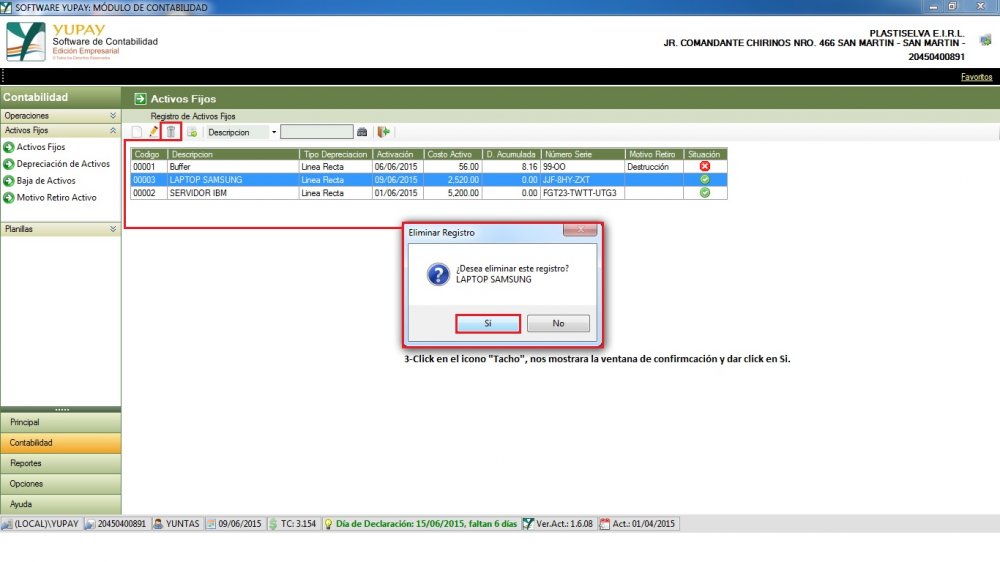 SOFTWARE YUPAY: MÓDULO DE CONTABILIDAD
YUPAY
Software de Contabilidad
Edición Empresarial
© Todos los Derechos Reservados
PLASTISELVA E.I.R.L.
JR. COMANDANTE CHIRINOS NRO. 466 SAN MARTIN - SAN MARTIN -
20450400891
Favoritos
Contabilidad
Operaciones
Activos Fijos
Activos Fijos
Depreciación de Activos
Baja de Activos
Motivo Retiro Activo
Planillas
Principal
Contabilidad
Reportes
Opciones
Ayuda
Activos Fijos
Registro de Activos Fijos
Descripcion
Codigo Descripcion Tipo Depreciacion Activación Costo Activo D. Acumulada Número Serie Motivo Retiro Situación
00001 Buffer Linea Recta 06/06/2015 56.00 8.16 99-OO Destrucción
00003 LAPTOP SAMSUNG Linea Recta 09/06/2015 2,520.00 0.00 JJF-8HY-ZXT
00002 SERVIDOR IBM Linea Recta 01/06/2015 5,200.00 0.00 FGT23-TWTT-UTG3
Eliminar Registro
¿Desea eliminar este registro?
LAPTOP SAMSUNG
Si No
3-Click en el icono "Tacho", nos mostrara la ventana de confirmcación y dar click en Si.
(LOCAL)\YUPAY 20450400891 YUNTAS 09/06/2015 TC: 3.154 Día de Declaración: 15/06/2015, faltan 6 días Ver.Act.: 1.6.08 Act.: 01/04/2015